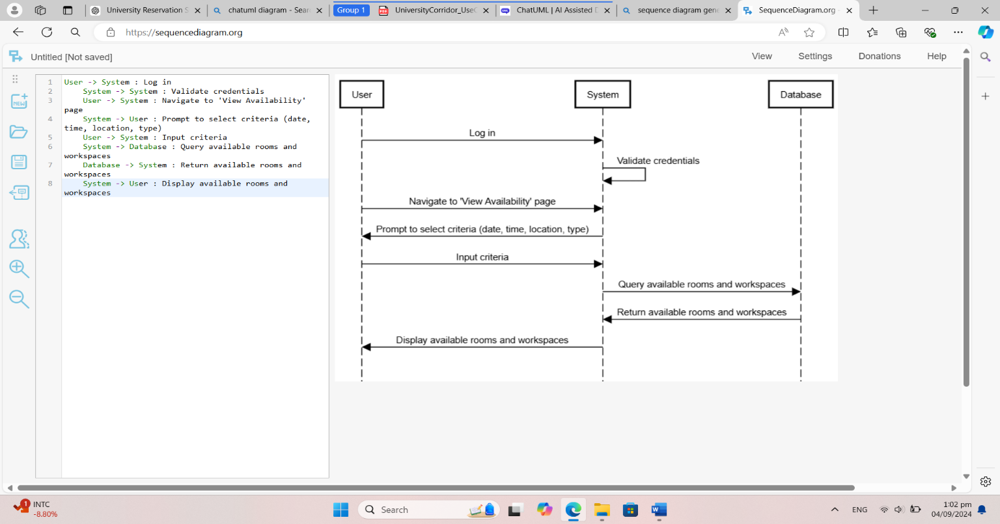 University Reservation S
chatuml diagram - Sear
Group 1
UniversityCorridor_UseC
ChatUML | AI Assisted D
sequence diagram gene
SequenceDiagram.org
https://sequencediagram.org
Untitled [Not saved]
View
Settings
Donations
Help
NEW
1 User -> System : Log in
2 System -> System : Validate credentials
3 User -> System : Navigate to 'View Availability'
page
4 System -> User : Prompt to select criteria (date,
time, location, type)
5 User -> System : Input criteria
6 System -> Database : Query available rooms and
workspaces
7 Database -> System : Return available rooms and
workspaces
8 System -> User : Display available rooms and
workspaces
User
System
Database
Log in
Validate credentials
Navigate to 'View Availability' page
Prompt to select criteria (date, time, location, type)
Input criteria
Query available rooms and workspaces
Return available rooms and workspaces
Display available rooms and workspaces
1
INTC
-8.80%
Search
ENG
1:02 pm
04/09/2024